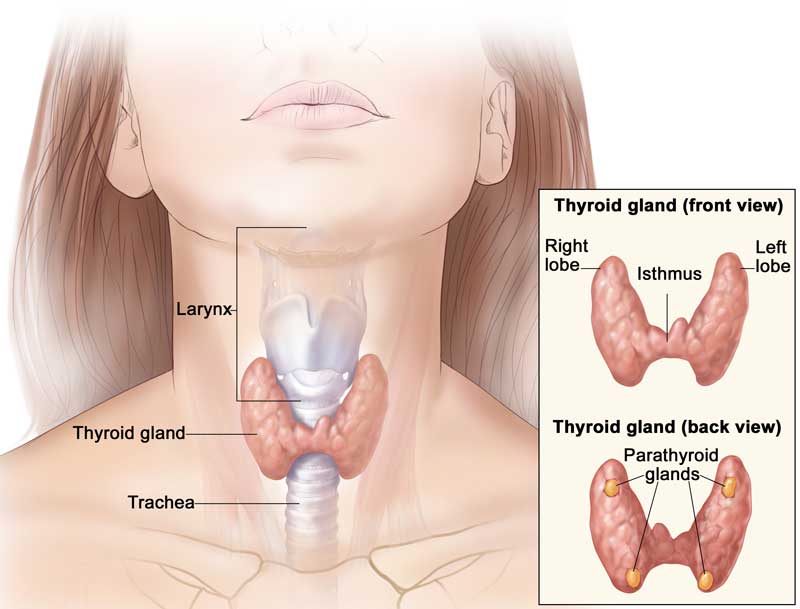 Larynx
Thyroid gland
Trachea
Thyroid gland (front view)
Right
lobe
Isthmus
Left
lobe
Thyroid gland (back view)
Parathyroid
glands